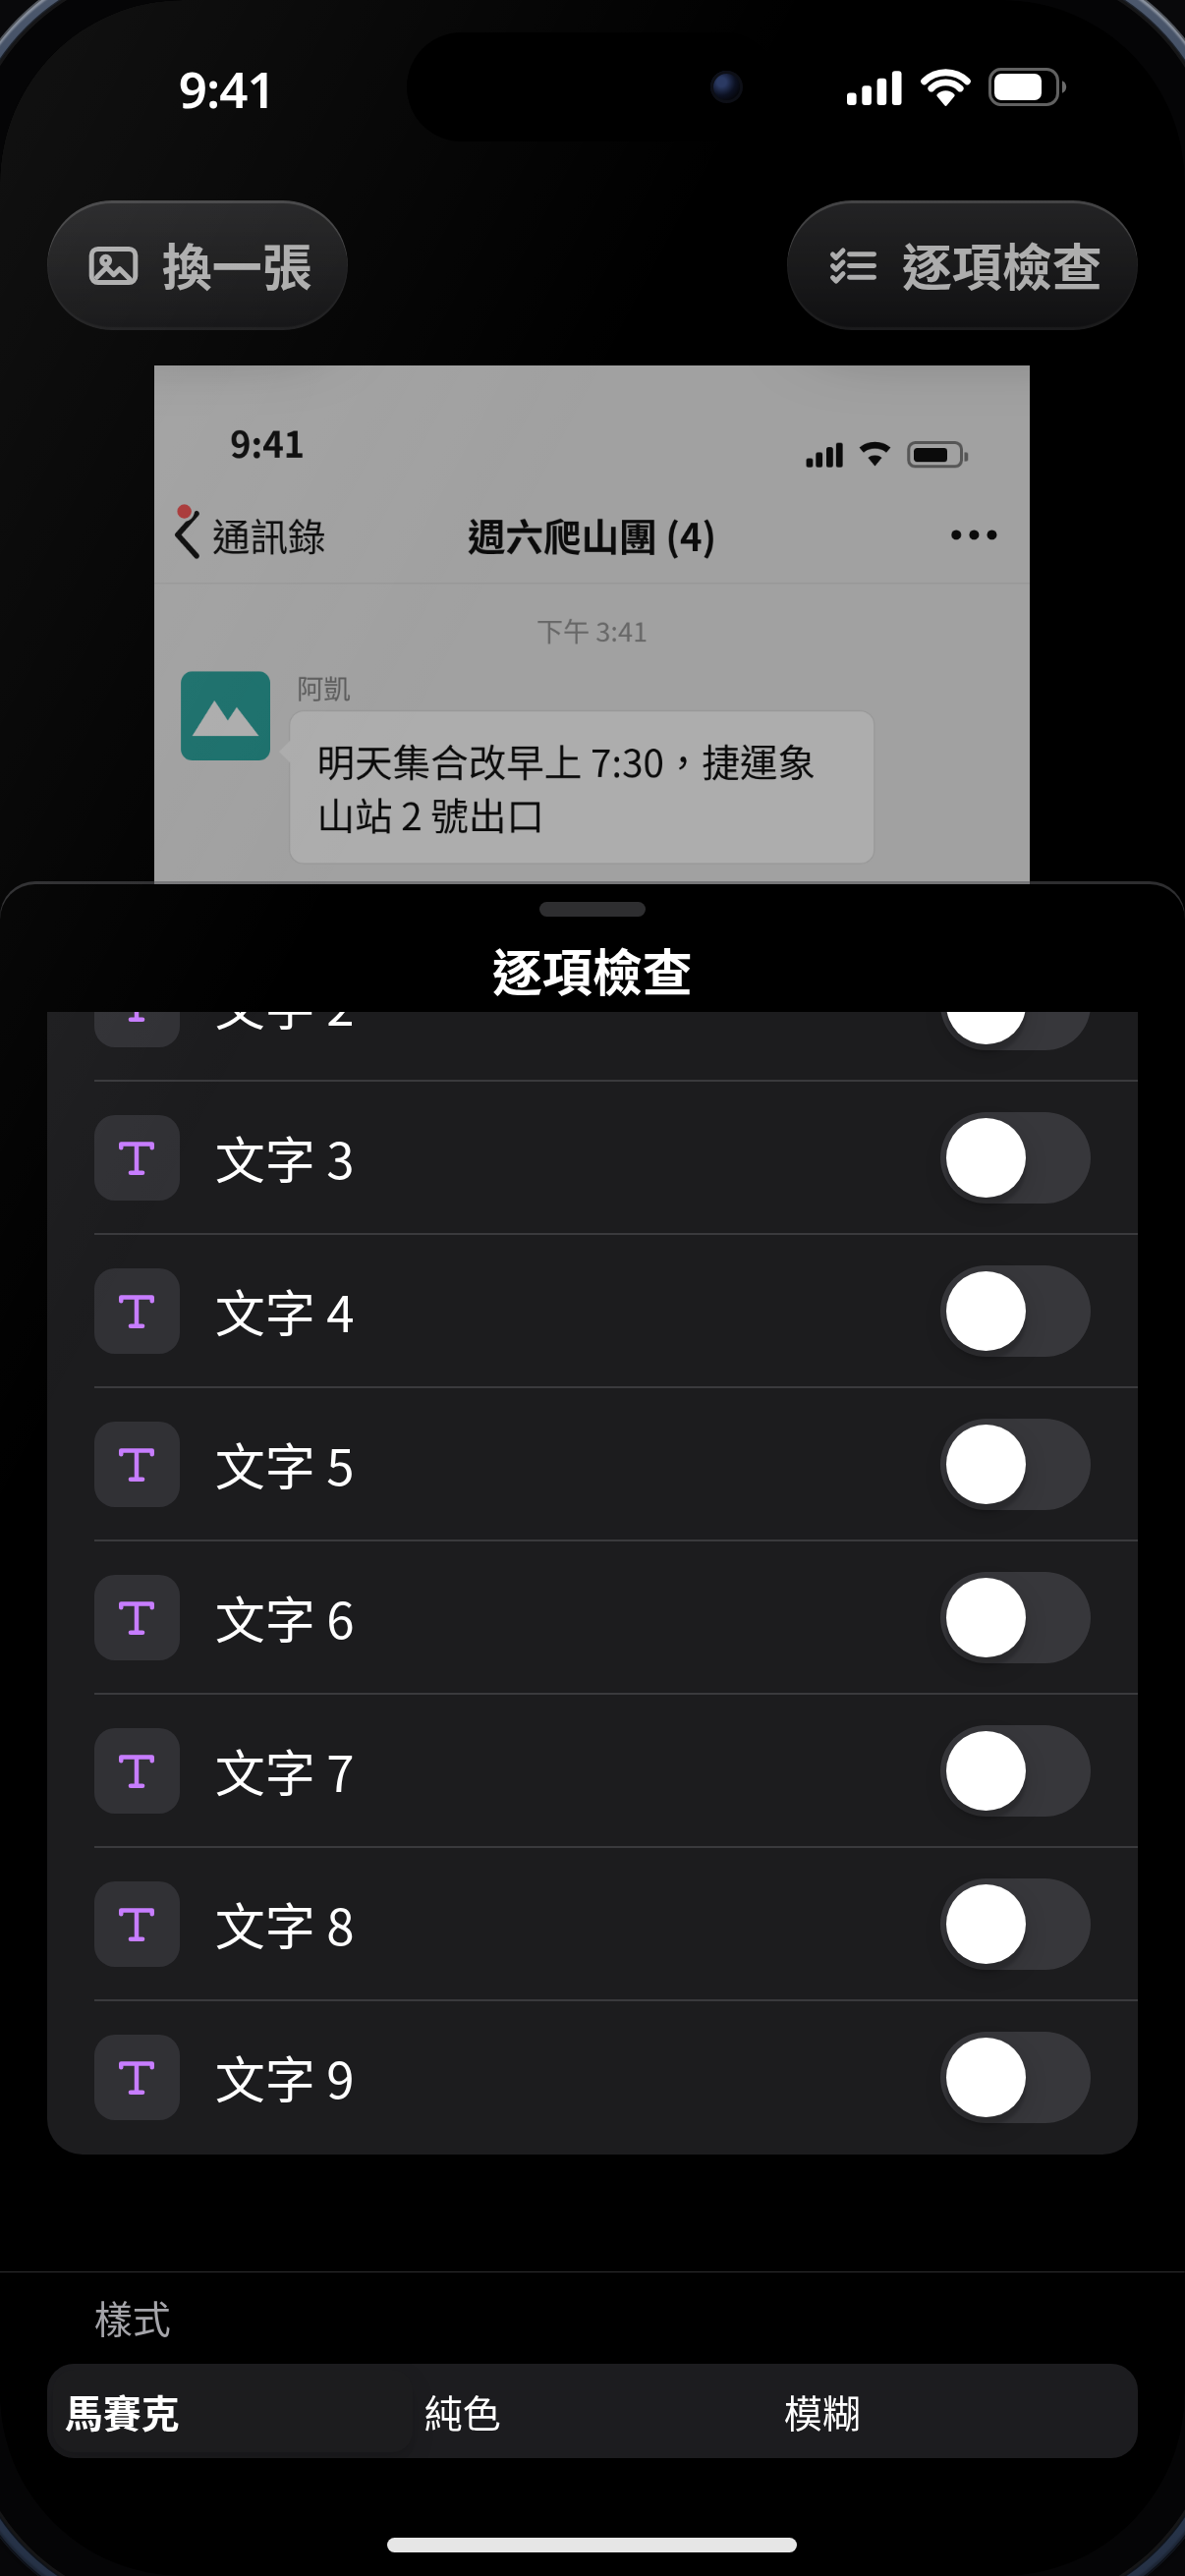 9:41
換一張
逐項檢查
9:41
通訊錄
週六爬山團 (4)
下午 3:41
阿凱
明天集合改早上 7:30，捷運象
山站 2 號出口
逐項檢查
文字 2
文字 3
文字 4
文字 5
文字 6
文字 7
文字 8
文字 9
樣式
馬賽克
純色
模糊